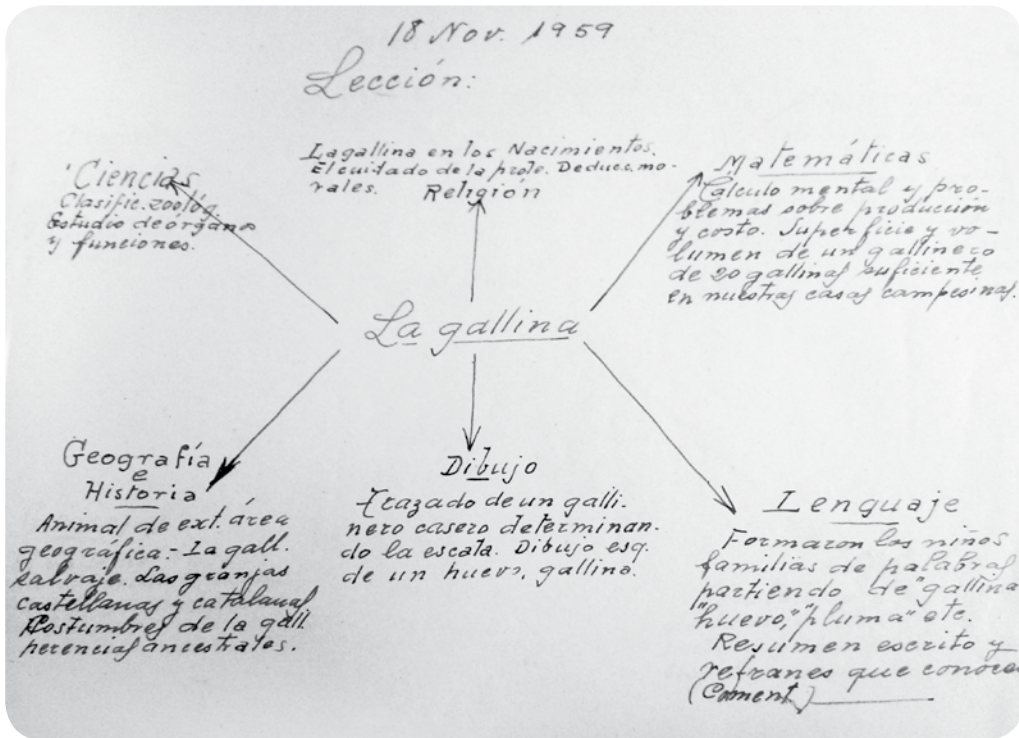 18 Nov. 1959
Lección:
La gallina en los Nacimientos.
El cuidado de la prole. Deducc. mo-
rales.
Religión
Ciencias
Clasific. zoológ.
Estudio de órganos
y funciones.
Matemáticas
Cálculo mental y pro-
blemas sobre producción
y costo. Superficie y vo-
lumen de un gallinero
de 20 gallinas suficiente
en nuestras casas campesinas.
La gallina
Geografía
e
Historia
Animal de ext. área
geográfica.- La gall.
salvaje. Las granjas
castellanas y catalanas
Costumbres de la gall.
herencias ancestrales.
Dibujo
Trazado de un galli-
nero casero determinan-
do la escala. Dibujo esq.
de un huevo, gallina.
Lenguaje
Formaron los niños
familias de palabras
partiendo de "gallina
"huevo," "pluma" etc.
Resumen escrito y
refranes que conoce
(Coment.)